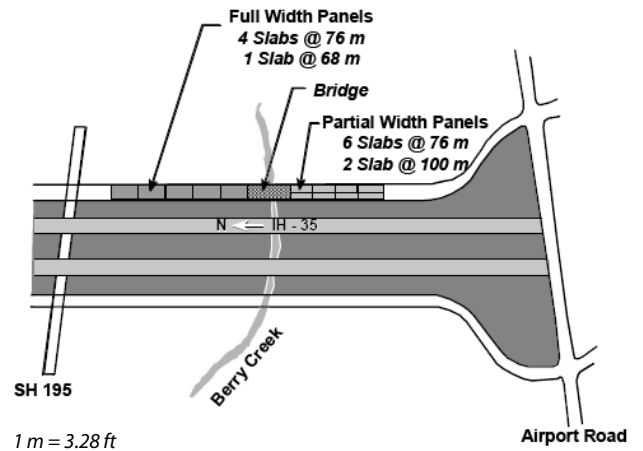 Full Width Panels
4 Slabs @ 76 m
1 Slab @ 68 m
Bridge
Partial Width Panels
6 Slabs @ 76 m
2 Slab @ 100 m
N IH - 35
Berry Creek
SH 195
Airport Road
1 m = 3.28 ft